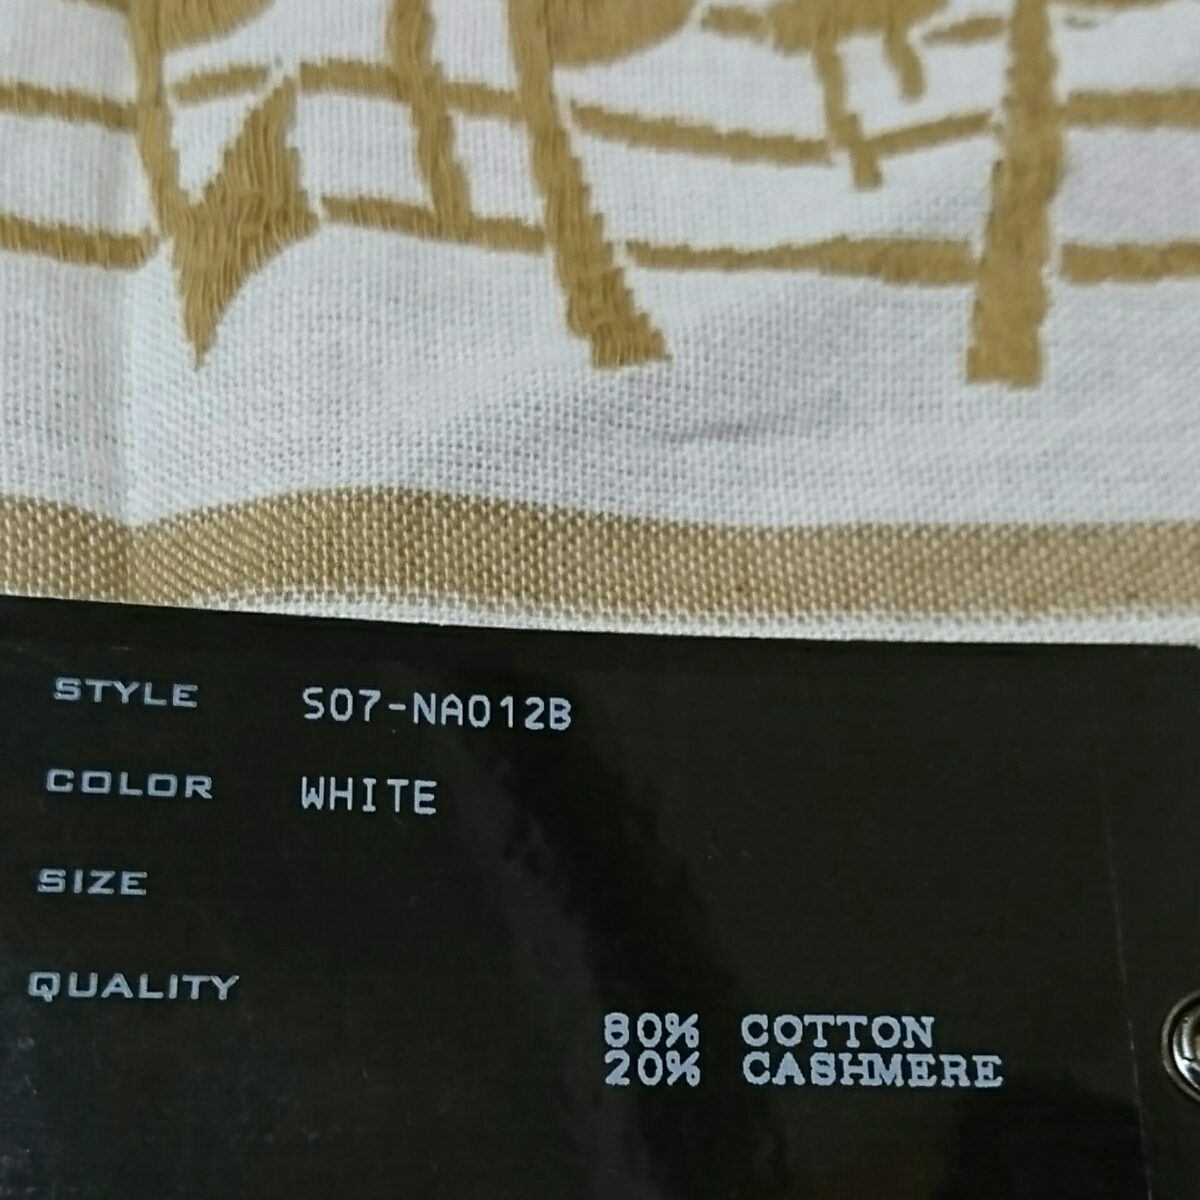 STYLE S07-NA012B
COLOR WHITE
SIZE
QUALITY
80% COTTON
20% CASHMERE